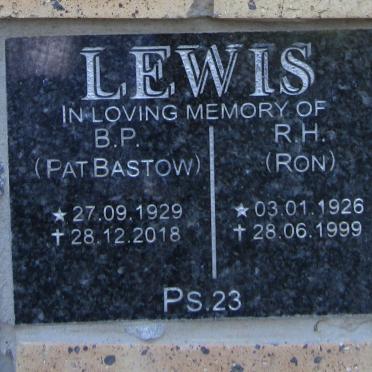 LEWIS
IN LOVING MEMORY OF
B.P. R.H.
(PAT BASTOW) (RON)
★ 27.09.1929 ★ 03.01.1926
✝ 28.12.2018 ✝ 28.06.1999
PS.23